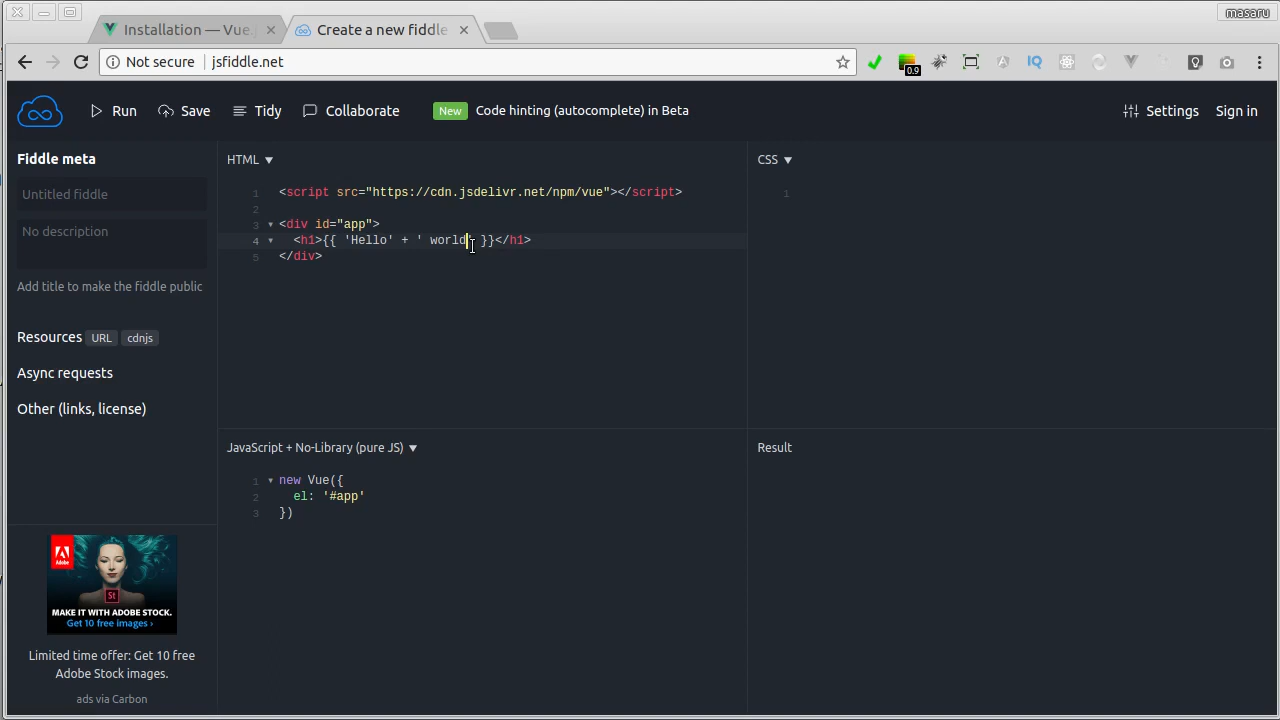 masaru
Installation — Vue.j
Create a new fiddle
Not secure
jsfiddle.net
IQ
0.9
Run
Save
Tidy
Collaborate
New
Code hinting (autocomplete) in Beta
Settings
Sign in
Fiddle meta
Untitled fiddle
No description
Add title to make the fiddle public
Resources URL cdnjs
Async requests
Other (links, license)
HTML
1 <script src="https://cdn.jsdelivr.net/npm/vue"></script>
2
3 <div id="app">
4 <h1>{{ 'Hello' + ' world' }}</h1>
5 </div>
CSS
1
JavaScript + No-Library (pure JS)
1 new Vue({
2 el: '#app'
3 })
Result
Adobe
St
MAKE IT WITH ADOBE STOCK.
Get 10 free images ›
Limited time offer: Get 10 free
Adobe Stock images.
ads via Carbon